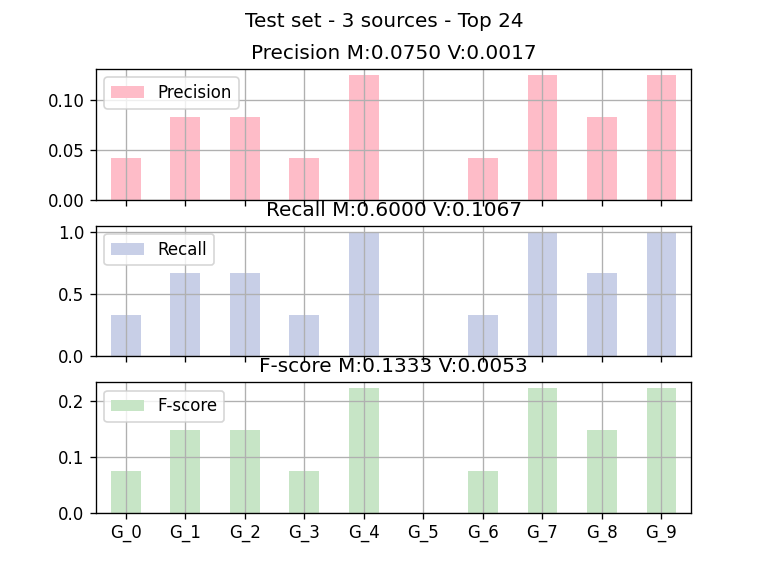 Test set - 3 sources - Top 24
Precision M:0.0750 V:0.0017
Precision
0.10
0.05
0.00
Recall M:0.6000 V:0.1067
Recall
1.0
0.5
0.0
F-score M:0.1333 V:0.0053
F-score
0.2
0.1
0.0
G_0 G_1 G_2 G_3 G_4 G_5 G_6 G_7 G_8 G_9